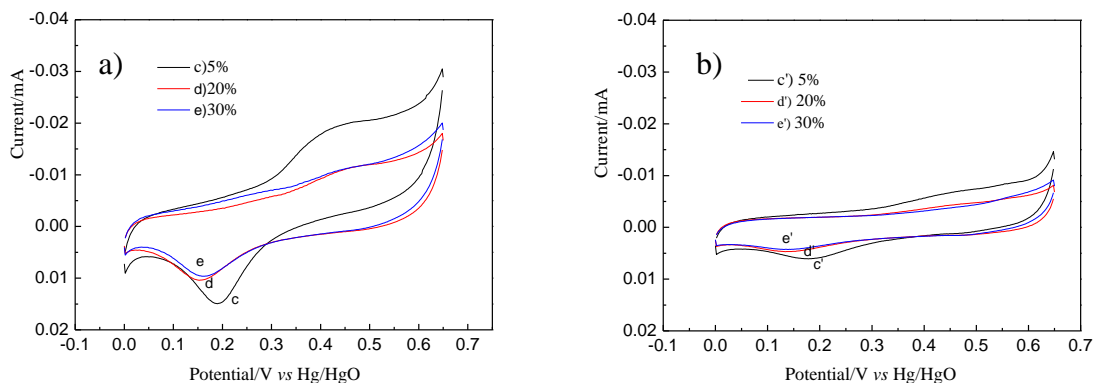 a)
c)5%
d)20%
e)30%
-0.04
-0.03
-0.02
-0.01
0.00
0.01
0.02
Current/mA
e
d
c
-0.1 0.0 0.1 0.2 0.3 0.4 0.5 0.6 0.7
Potential/V vs Hg/HgO
b)
c') 5%
d') 20%
e') 30%
-0.04
-0.03
-0.02
-0.01
0.00
0.01
0.02
Current/mA
e'
d'
c'
-0.1 0.0 0.1 0.2 0.3 0.4 0.5 0.6 0.7
Potential/V vs Hg/HgO